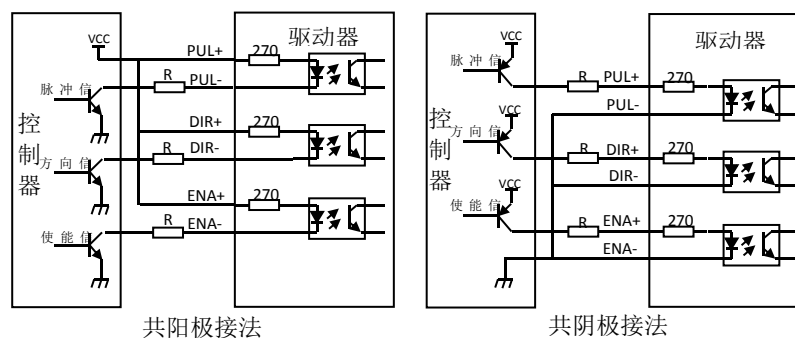 VCC
PUL+
270
驱动器
脉冲信
R
PUL-
控制器
DIR+
270
方向信
R
DIR-
ENA+
270
使能信
R
ENA-
共阳极接法
VCC
驱动器
脉冲信
R
PUL+
270
PUL-
控制器
VCC
方向信
R
DIR+
270
DIR-
VCC
使能信
R
ENA+
270
ENA-
共阴极接法